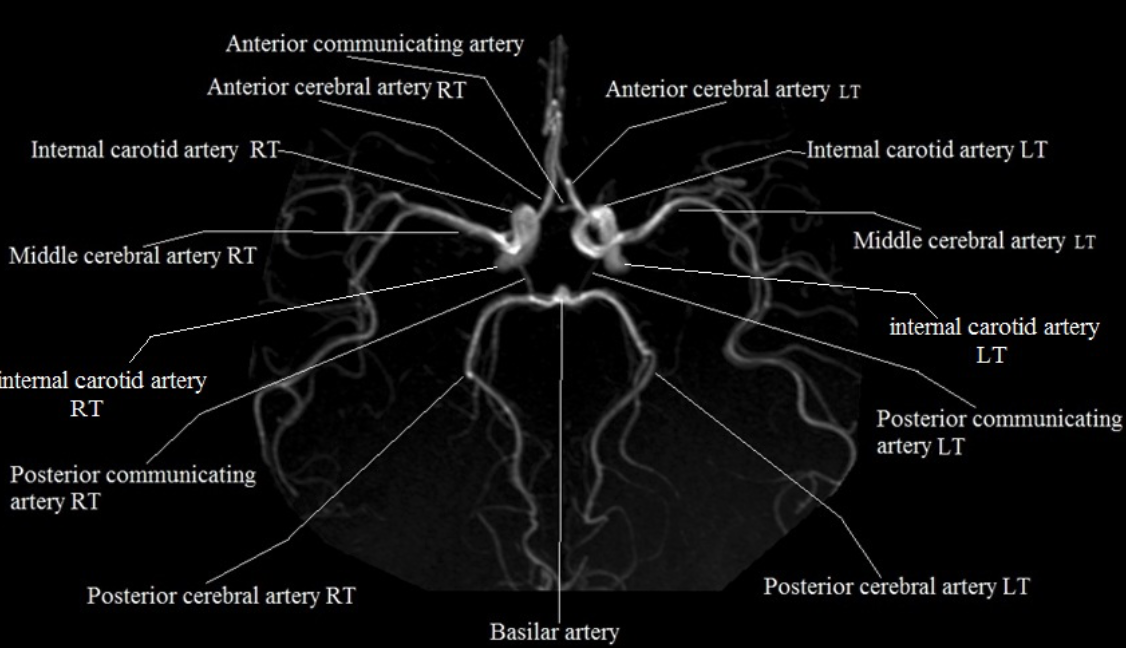 Anterior communicating artery
Anterior cerebral artery RT
Anterior cerebral artery LT
Internal carotid artery RT
Internal carotid artery LT
Middle cerebral artery RT
Middle cerebral artery LT
internal carotid artery
LT
internal carotid artery
RT
Posterior communicating
artery LT
Posterior communicating
artery RT
Posterior cerebral artery RT
Posterior cerebral artery LT
Basilar artery